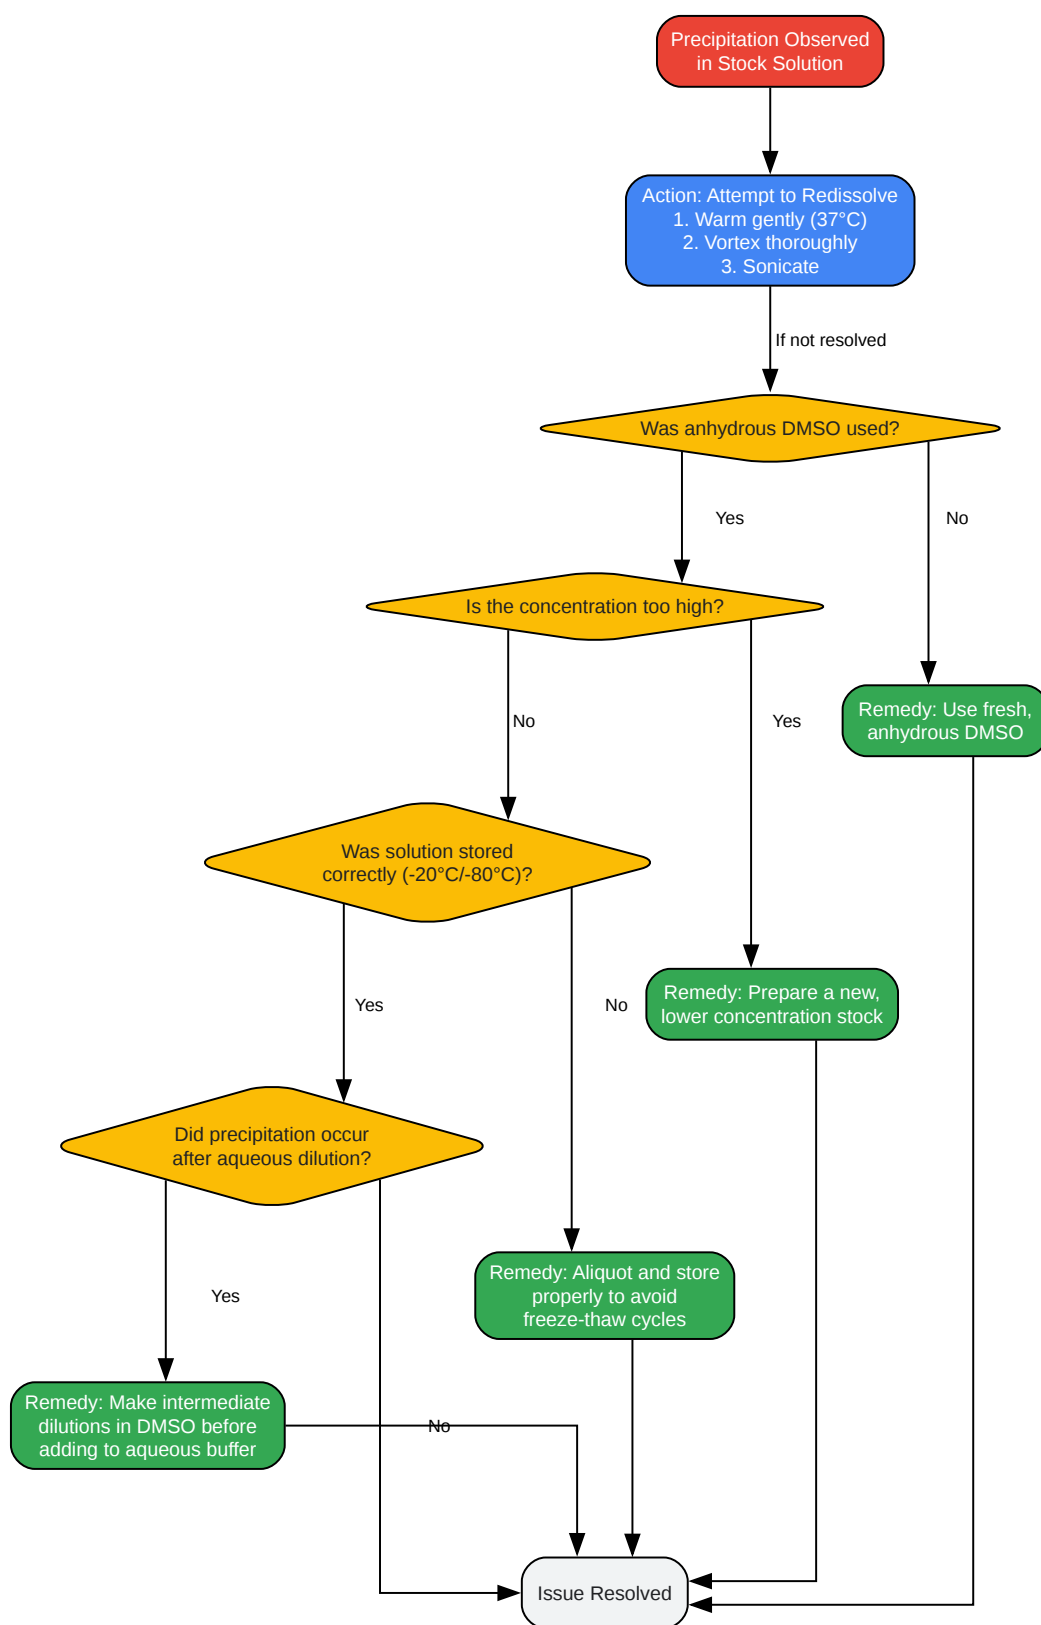 Precipitation Observed
in Stock Solution
Action: Attempt to Redissolve
1. Warm gently (37°C)
2. Vortex thoroughly
3. Sonicate
If not resolved
Was anhydrous DMSO used?
Yes
No
Is the concentration too high?
No
Yes
Remedy: Use fresh,
anhydrous DMSO
Was solution stored
correctly (-20°C/-80°C)?
Yes
No
Remedy: Prepare a new,
lower concentration stock
Did precipitation occur
after aqueous dilution?
Yes
Remedy: Aliquot and store
properly to avoid
freeze-thaw cycles
Remedy: Make intermediate
dilutions in DMSO before
adding to aqueous buffer
No
Issue Resolved